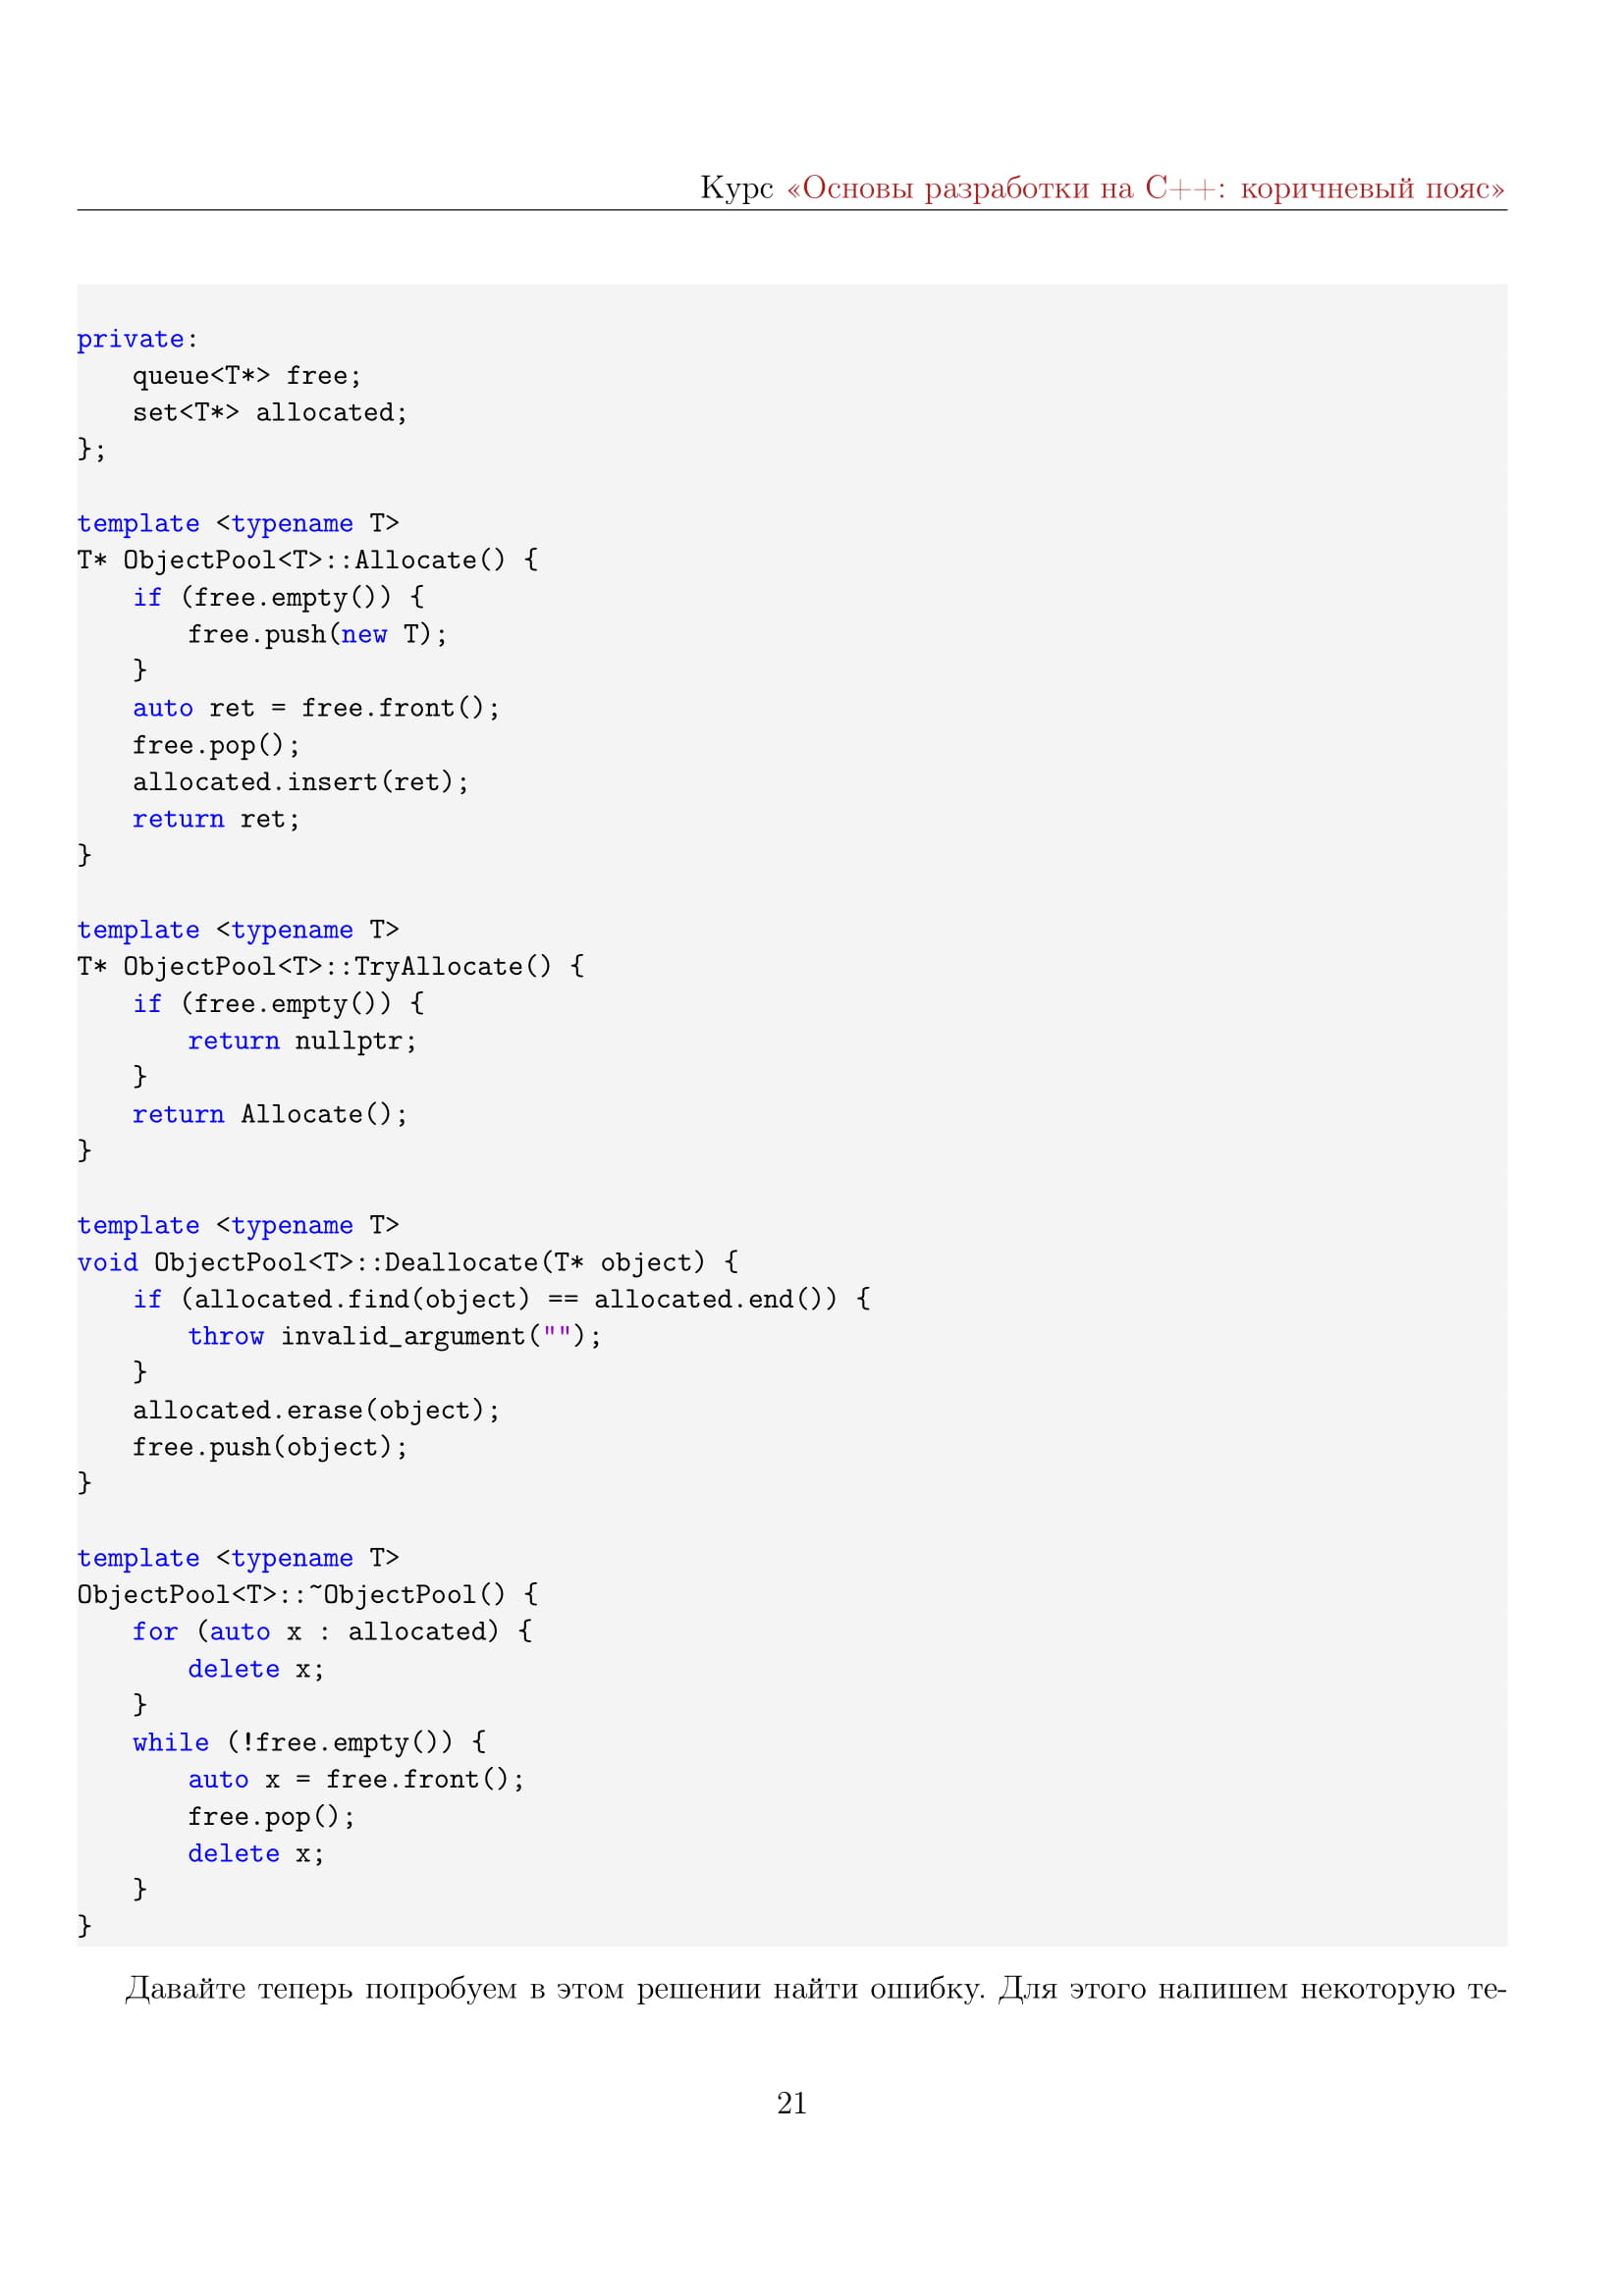 Курс «Основы разработки на C++: коричневый пояс»
private:
    queue<T*> free;
    set<T*> allocated;
};
template <typename T>
T* ObjectPool<T>::Allocate() {
    if (free.empty()) {
        free.push(new T);
    }
    auto ret = free.front();
    free.pop();
    allocated.insert(ret);
    return ret;
}
template <typename T>
T* ObjectPool<T>::TryAllocate() {
    if (free.empty()) {
        return nullptr;
    }
    return Allocate();
}
template <typename T>
void ObjectPool<T>::Deallocate(T* object) {
    if (allocated.find(object) == allocated.end()) {
        throw invalid_argument("");
    }
    allocated.erase(object);
    free.push(object);
}
template <typename T>
ObjectPool<T>::~ObjectPool() {
    for (auto x : allocated) {
        delete x;
    }
    while (!free.empty()) {
        auto x = free.front();
        free.pop();
        delete x;
    }
}
Давайте теперь попробуем в этом решении найти ошибку. Для этого напишем некоторую те-
21